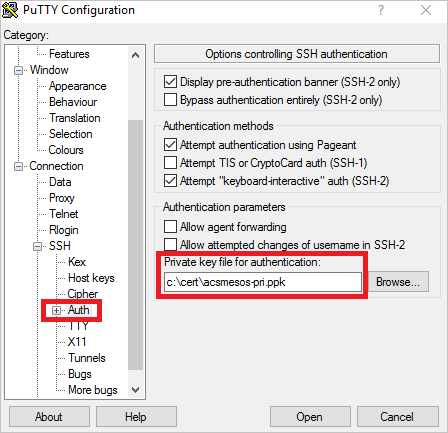 PuTTY Configuration
Category:
Features
Window
Appearance
Behaviour
Translation
Selection
Colours
Connection
Data
Proxy
Telnet
Rlogin
SSH
Kex
Host keys
Cipher
Auth
TTY
X11
Tunnels
Bugs
More bugs
Options controlling SSH authentication
Display pre-authentication banner (SSH-2 only)
Bypass authentication entirely (SSH-2 only)
Authentication methods
Attempt authentication using Pageant
Attempt TIS or CryptoCard auth (SSH-1)
Attempt "keyboard-interactive" auth (SSH-2)
Authentication parameters
Allow agent forwarding
Allow attempted changes of username in SSH-2
Private key file for authentication:
c:\cert\acsmesos-pri.ppk
Browse...
About
Help
Open
Cancel